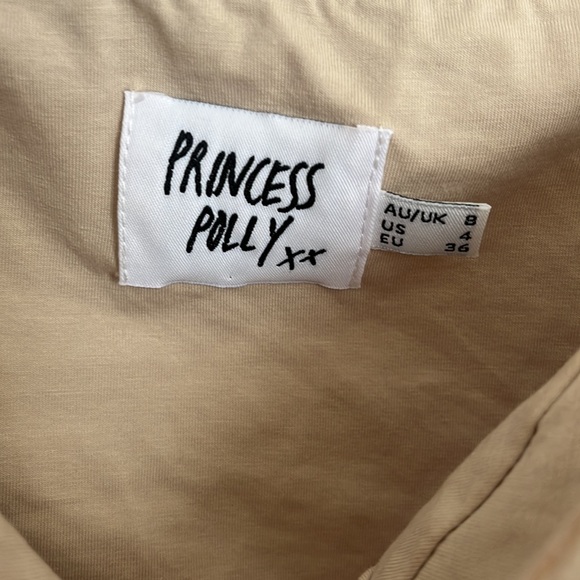 PRINCESS
POLLY xx
AU/UK 8
US 4
EU 36